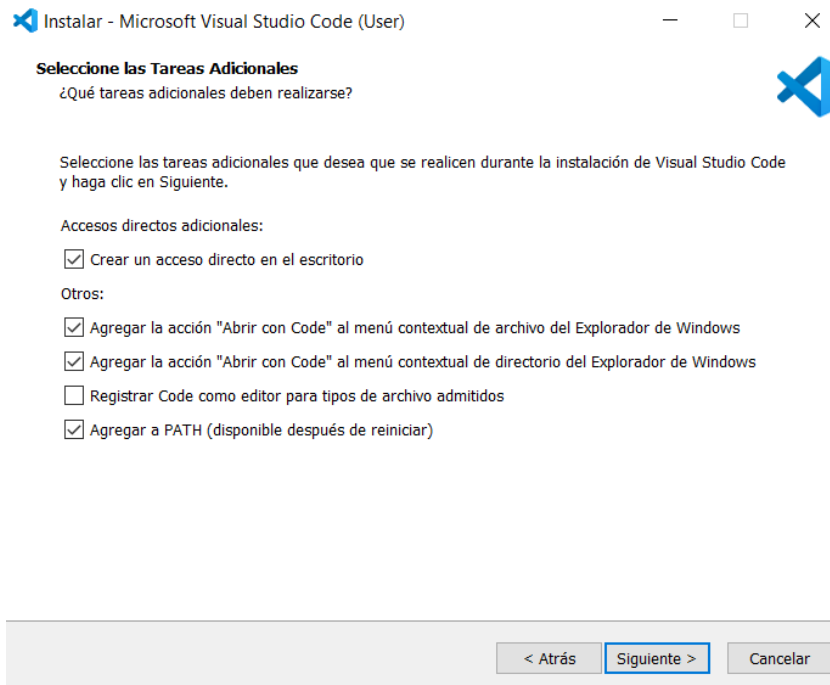 Instalar - Microsoft Visual Studio Code (User)
Seleccione las Tareas Adicionales
¿Qué tareas adicionales deben realizarse?
Seleccione las tareas adicionales que desea que se realicen durante la instalación de Visual Studio Code
y haga clic en Siguiente.
Accesos directos adicionales:
Crear un acceso directo en el escritorio
Otros:
Agregar la acción "Abrir con Code" al menú contextual de archivo del Explorador de Windows
Agregar la acción "Abrir con Code" al menú contextual de directorio del Explorador de Windows
Registrar Code como editor para tipos de archivo admitidos
Agregar a PATH (disponible después de reiniciar)
< Atrás Siguiente > Cancelar